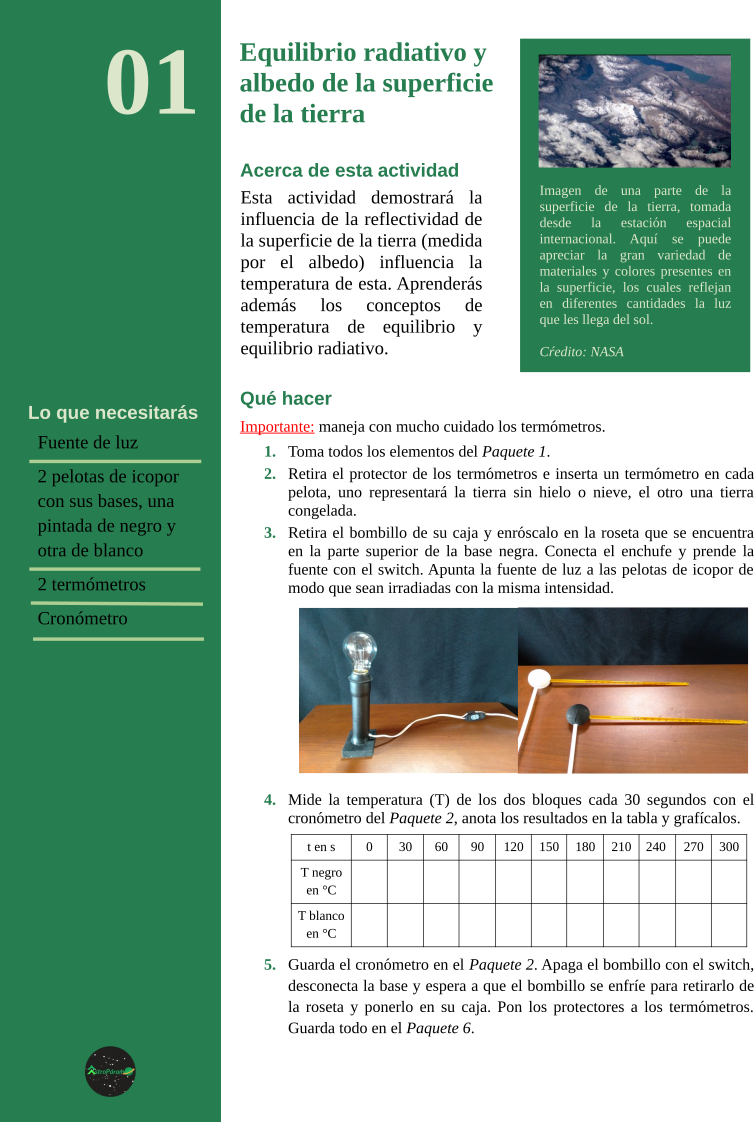 01
Equilibrio radiativo y
albedo de la superficie
de la tierra
Acerca de esta actividad
Esta actividad demostrará la
influencia de la reflectividad de
la superficie de la tierra (medida
por el albedo) influencia la
temperatura de esta. Aprenderás
además los conceptos de
temperatura de equilibrio y
equilibrio radiativo.
Imagen de una parte de la
superficie de la tierra, tomada
desde la estación espacial
internacional. Aquí se puede
apreciar la gran variedad de
materiales y colores presentes en
la superficie, los cuales reflejan
en diferentes cantidades la luz
que les llega del sol.
Cŕedito: NASA
Lo que necesitarás
Fuente de luz
2 pelotas de icopor
con sus bases, una
pintada de negro y
otra de blanco
2 termómetros
Cronómetro
Qué hacer
Importante: maneja con mucho cuidado los termómetros.
1. Toma todos los elementos del Paquete 1.
2. Retira el protector de los termómetros e inserta un termómetro en cada
pelota, uno representará la tierra sin hielo o nieve, el otro una tierra
congelada.
3. Retira el bombillo de su caja y enróscalo en la roseta que se encuentra
en la parte superior de la base negra. Conecta el enchufe y prende la
fuente con el switch. Apunta la fuente de luz a las pelotas de icopor de
modo que sean irradiadas con la misma intensidad.
4. Mide la temperatura (T) de los dos bloques cada 30 segundos con el
cronómetro del Paquete 2, anota los resultados en la tabla y grafícalos.
t en s 0 30 60 90 120 150 180 210 240 270 300
T negro
en °C
T blanco
en °C
5. Guarda el cronómetro en el Paquete 2. Apaga el bombillo con el switch,
desconecta la base y espera a que el bombillo se enfríe para retirarlo de
la roseta y ponerlo en su caja. Pon los protectores a los termómetros.
Guarda todo en el Paquete 6.